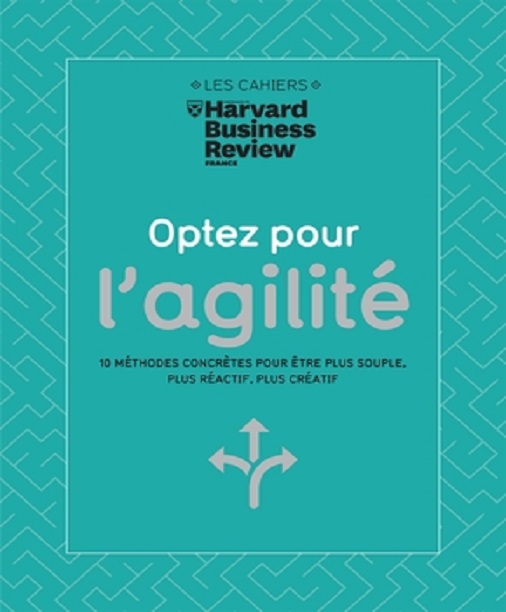 LES CAHIERS
Harvard
Business
Review
FRANCE
Optez pour
l'agilité
10 MÉTHODES CONCRÈTES POUR ÊTRE PLUS SOUPLE,
PLUS RÉACTIF, PLUS CRÉATIF